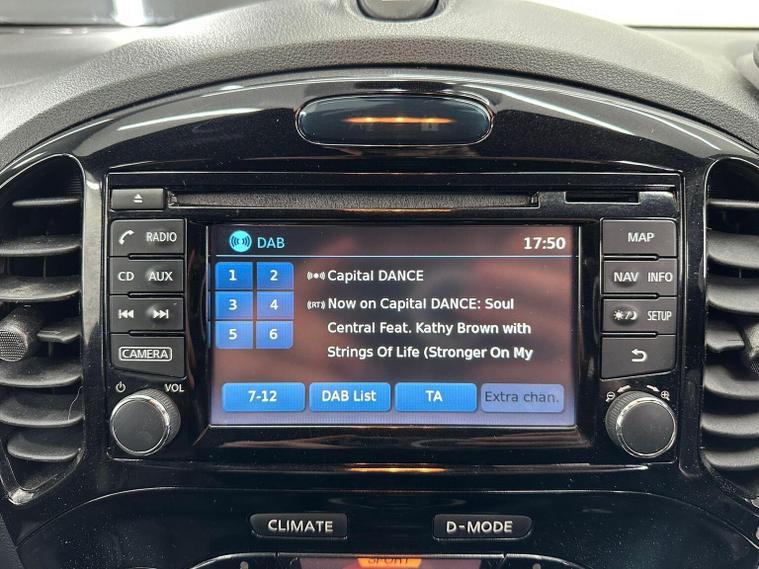 RADIO
CD
AUX
CAMERA
VOL
DAB
17:50
1
2
Capital DANCE
3
4
(RT) Now on Capital DANCE: Soul
Central Feat. Kathy Brown with
5
6
Strings Of Life (Stronger On My
7-12
DAB List
TA
Extra chan.
MAP
NAV
INFO
SETUP
CLIMATE
D-MODE
SPORT